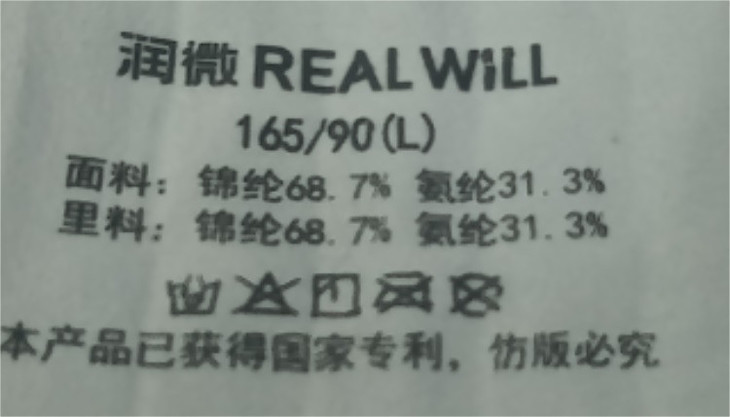 润微 REAL WiLL
165/90(L)
面料：锦纶68.7% 氨纶31.3%
里料：锦纶68.7% 氨纶31.3%
本产品已获得国家专利，仿版必究